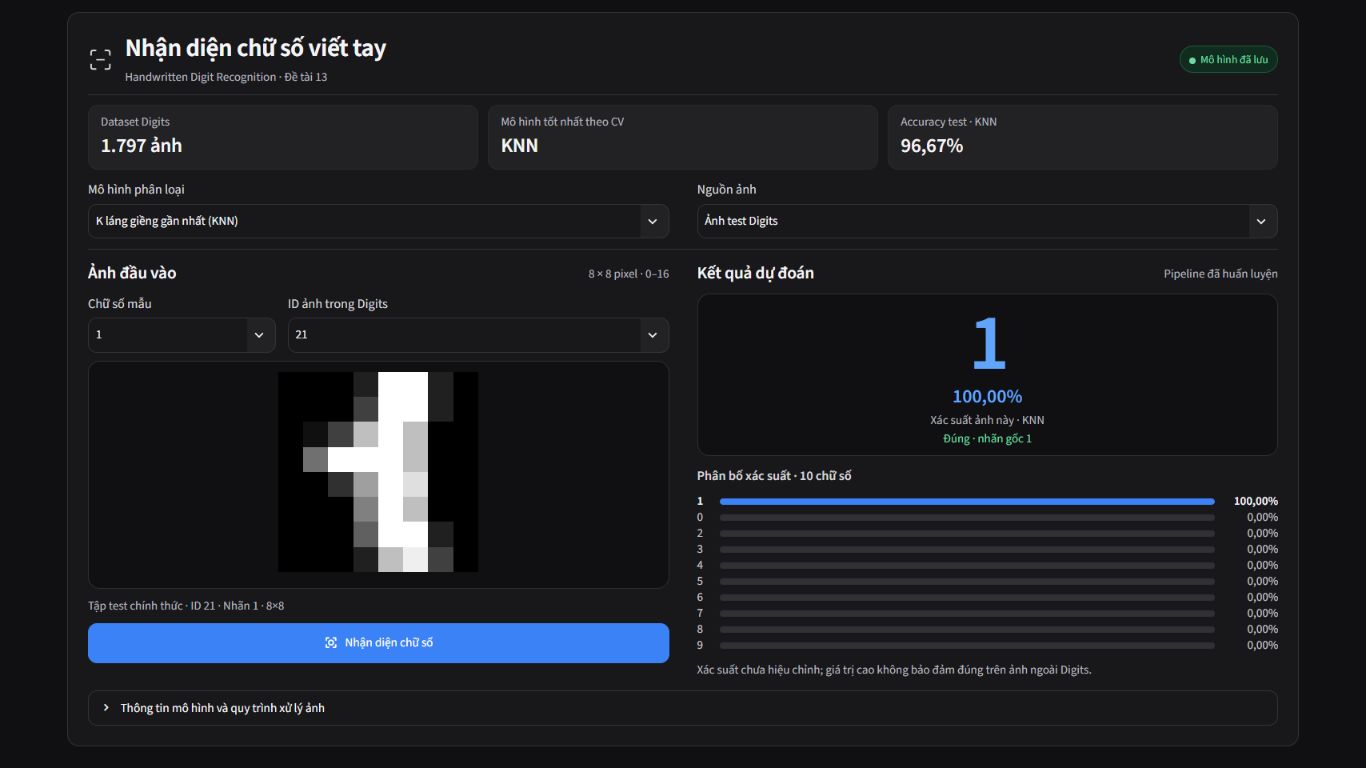 Nhận diện chữ số viết tay
Handwritten Digit Recognition · Đề tài 13
Mô hình đã lưu
Dataset Digits
1.797 ảnh
Mô hình tốt nhất theo CV
KNN
Accuracy test · KNN
96,67%
Mô hình phân loại
K láng giềng gần nhất (KNN)
Nguồn ảnh
Ảnh test Digits
Ảnh đầu vào
8 × 8 pixel · 0–16
Chữ số mẫu
1
ID ảnh trong Digits
21
Tập test chính thức · ID 21 · Nhãn 1 · 8×8
Nhận diện chữ số
Kết quả dự đoán
Pipeline đã huấn luyện
1
100,00%
Xác suất ảnh này · KNN
Đúng · nhãn gốc 1
Phân bố xác suất · 10 chữ số
1 100,00%
0 0,00%
2 0,00%
3 0,00%
4 0,00%
5 0,00%
6 0,00%
7 0,00%
8 0,00%
9 0,00%
Xác suất chưa hiệu chỉnh; giá trị cao không bảo đảm đúng trên ảnh ngoài Digits.
Thông tin mô hình và quy trình xử lý ảnh